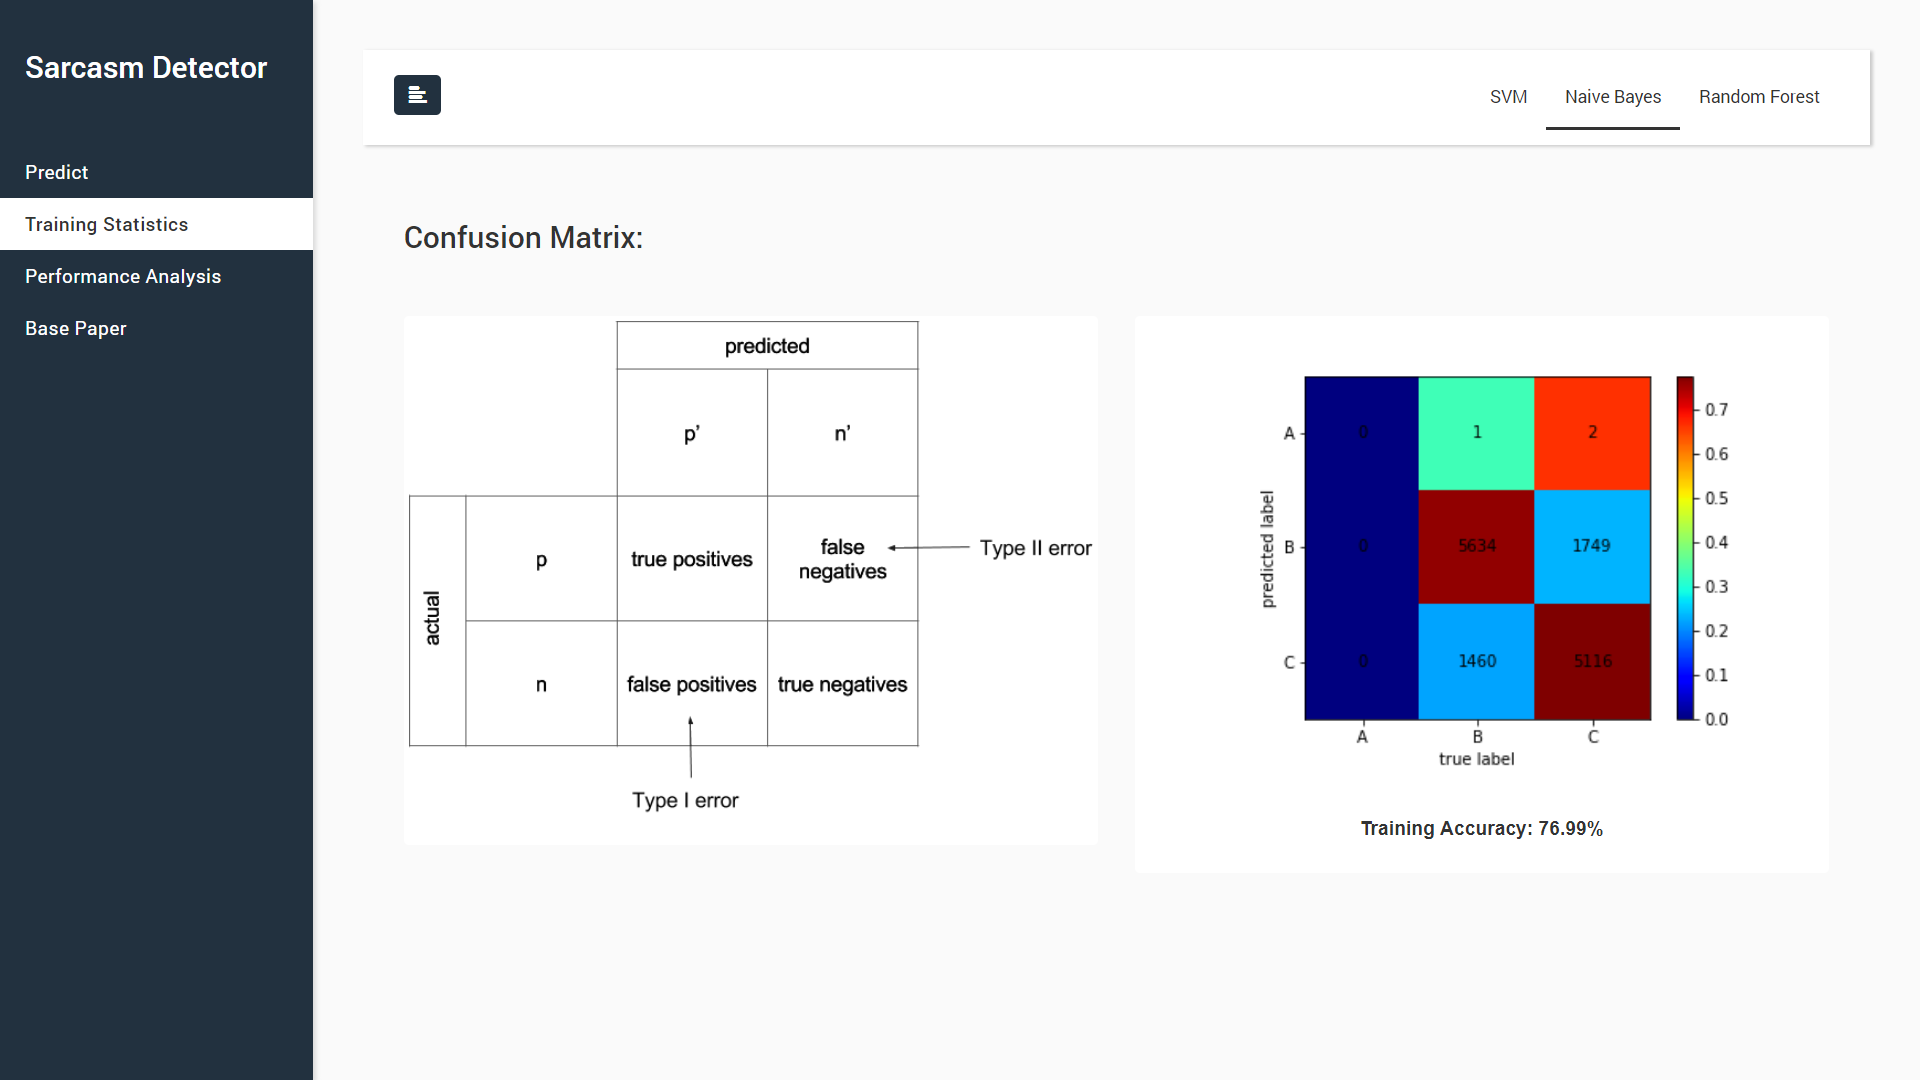 Sarcasm Detector
Predict
Training Statistics
Performance Analysis
Base Paper
SVM
Naive Bayes
Random Forest
Confusion Matrix:
predicted
p’
n’
actual
p
true positives
false
negatives
Type II error
n
false positives
true negatives
Type I error
predicted label
A
0
1
2
B
0
5634
1749
C
0
1460
5116
A
B
C
true label
0.7
0.6
0.5
0.4
0.3
0.2
0.1
0.0
Training Accuracy: 76.99%